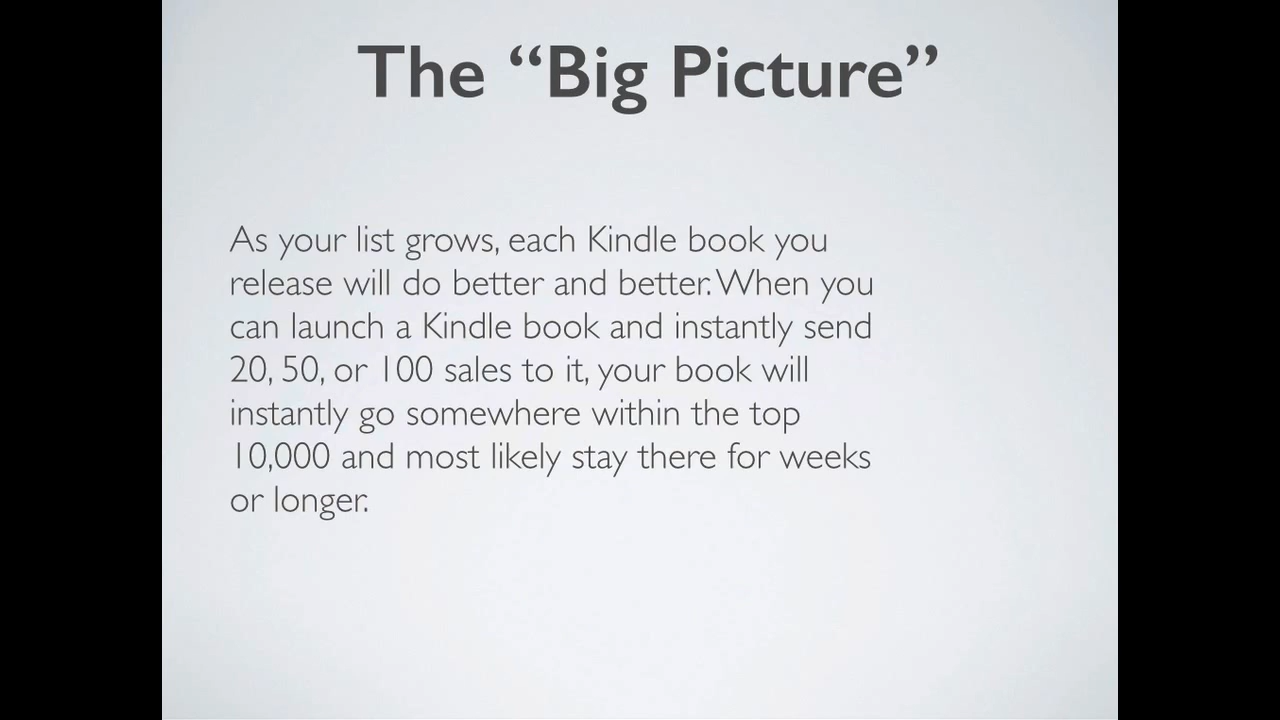 The “Big Picture”
As your list grows, each Kindle book you
release will do better and better. When you
can launch a Kindle book and instantly send
20, 50, or 100 sales to it, your book will
instantly go somewhere within the top
10,000 and most likely stay there for weeks
or longer.